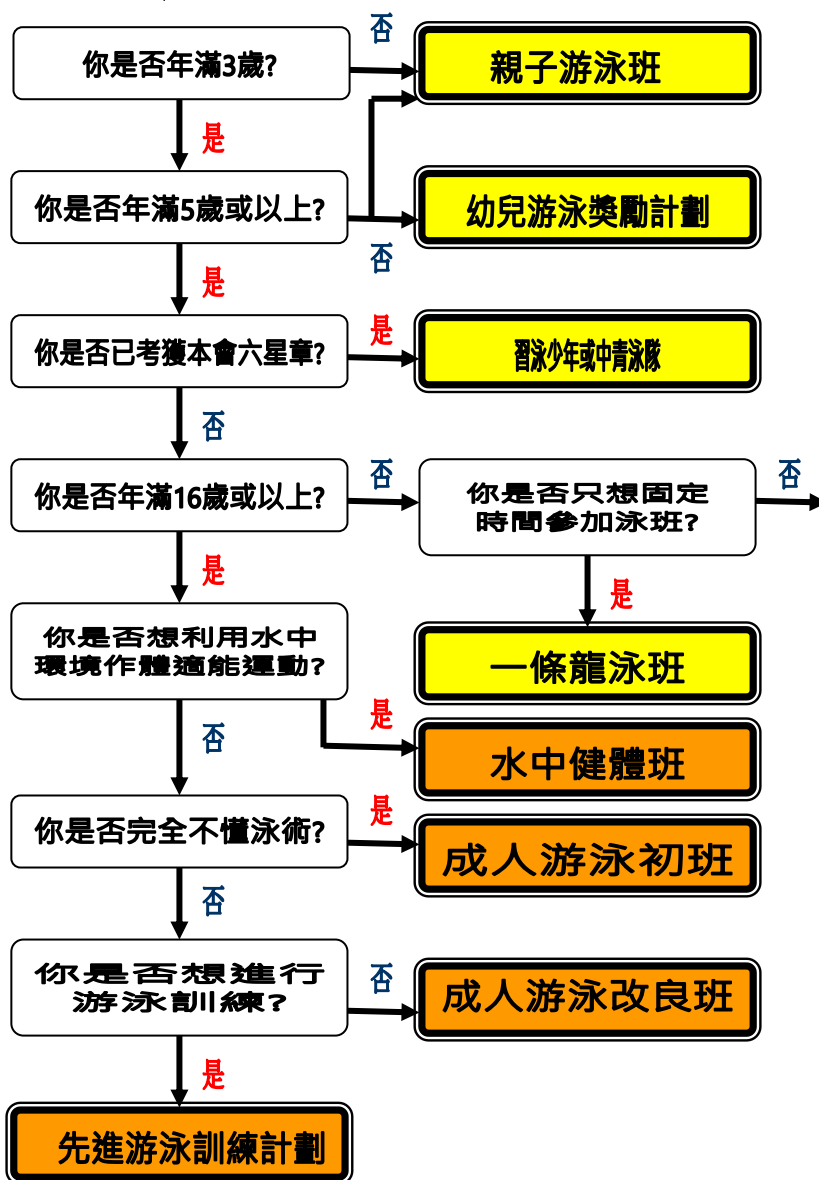 否
你是否年滿3歲?
親子游泳班
是
你是否年滿5歲或以上?
幼兒游泳獎勵計劃
否
是
是
你是否已考獲本會六星章?
習泳少年或中青泳隊
否
否
否
你是否年滿16歲或以上?
你是否只想固定
時間參加泳班?
是
是
你是否想利用水中
環境作體適能運動?
一條龍泳班
是
否
水中健體班
是
你是否完全不懂泳術?
成人游泳初班
否
你是否想進行
游泳訓練?
否
成人游泳改良班
是
先進游泳訓練計劃